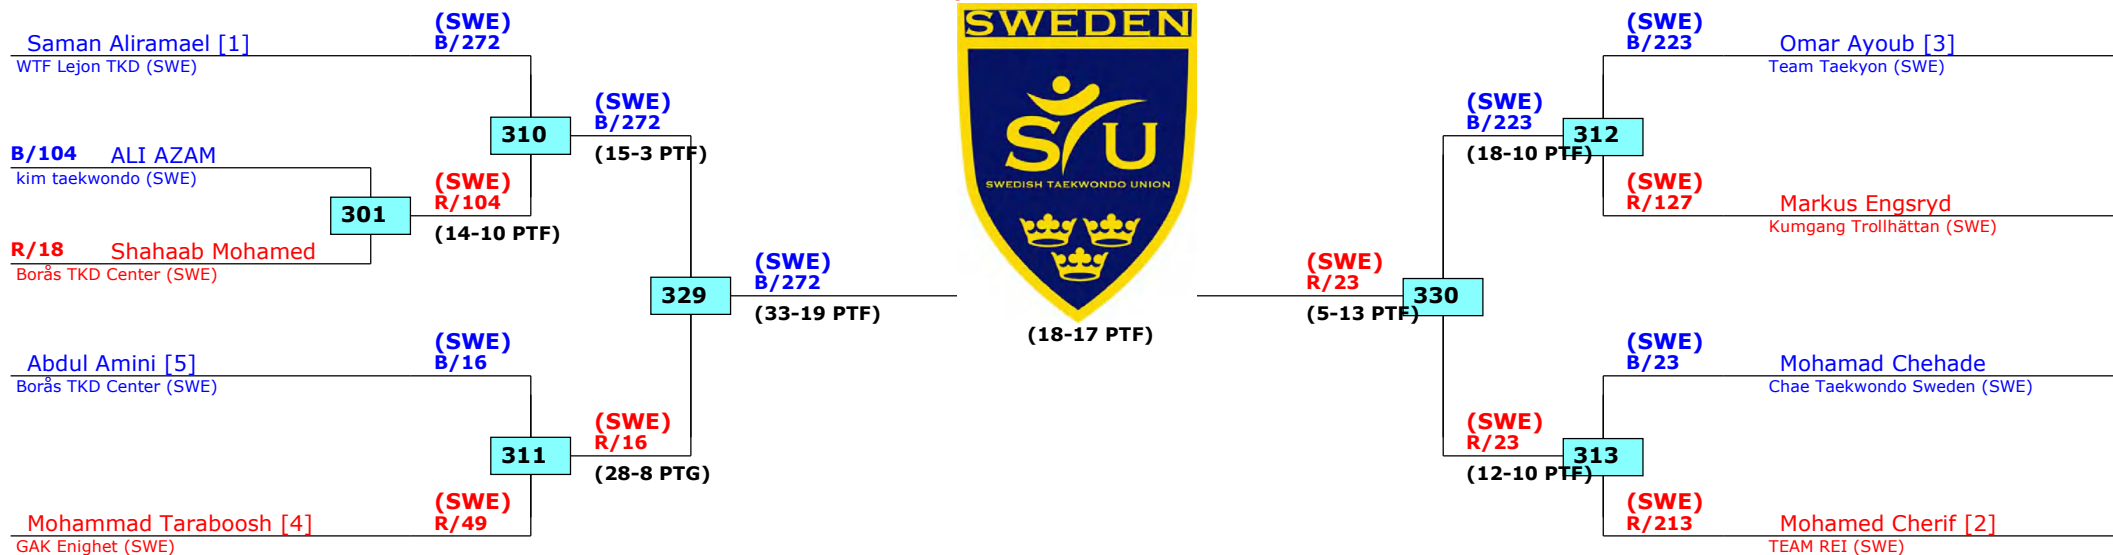 (SWE)
B/272
Saman Aliramael [1]
WTF Lejon TKD (SWE)
B/104 ALI AZAM
kim taekwondo (SWE)
R/18 Shahaab Mohamed
Borås TKD Center (SWE)
301
(SWE)
R/104
(14-10 PTF)
310
(SWE)
B/272
(15-3 PTF)
(SWE)
B/16
Abdul Amini [5]
Borås TKD Center (SWE)
(SWE)
R/49
Mohammad Taraboosh [4]
GAK Enighet (SWE)
311
(SWE)
R/16
(28-8 PTG)
329
(SWE)
B/272
(33-19 PTF)
SWEDEN
STU
SWEDISH TAEKWONDO UNION
(18-17 PTF)
(SWE)
R/23
(5-13 PTF)
330
(SWE)
B/223
(18-10 PTF)
312
(SWE)
B/223
Omar Ayoub [3]
Team Taekyon (SWE)
(SWE)
R/127
Markus Engsryd
Kumgang Trollhättan (SWE)
(SWE)
R/23
(12-10 PTF)
313
(SWE)
B/23
Mohamad Chehade
Chae Taekwondo Sweden (SWE)
(SWE)
R/213
Mohamed Cherif [2]
TEAM REI (SWE)